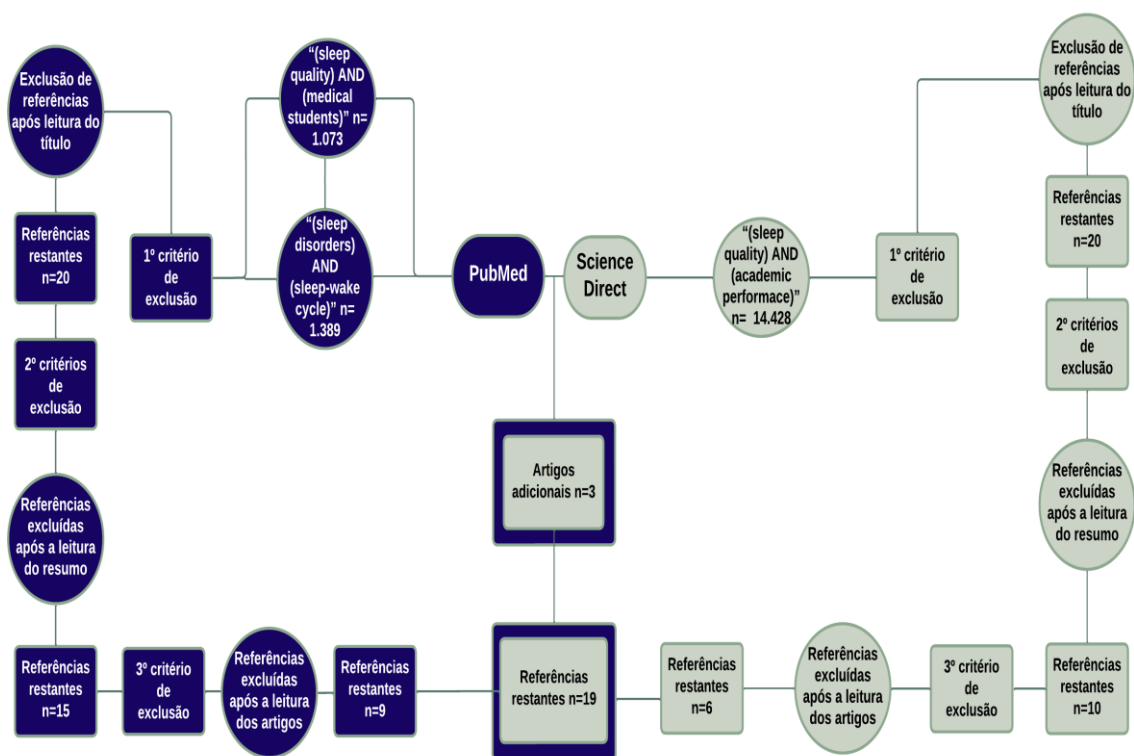 Exclusão de
referências
após leitura do
título
Referências
restantes
n=20
2º critérios
de
exclusão
Referências
excluídas
após a leitura
do resumo
Referências
restantes
n=15
3º critério
de
exclusão
Referências
excluídas
após a leitura
dos artigos
Referências
restantes
n=9
1º critério
de
exclusão
“(sleep
quality) AND
(medical
students)” n=
1.073
“(sleep
disorders)
AND
(sleep-wake
cycle)” n=
1.389
PubMed
Science
Direct
“(sleep
quality) AND
(academic
performace)”
n= 14.428
1º critério
de
exclusão
Exclusão de
referências
após leitura do
título
Referências
restantes
n=20
2º critério
de
exclusão
Referências
excluídas
após a leitura
do resumo
Referências
restantes
n=10
3º critério
de
exclusão
Referências
excluídas
após a leitura
dos artigos
Referências
restantes
n=6
Artigos
adicionais n=3
Referências
restantes n=19